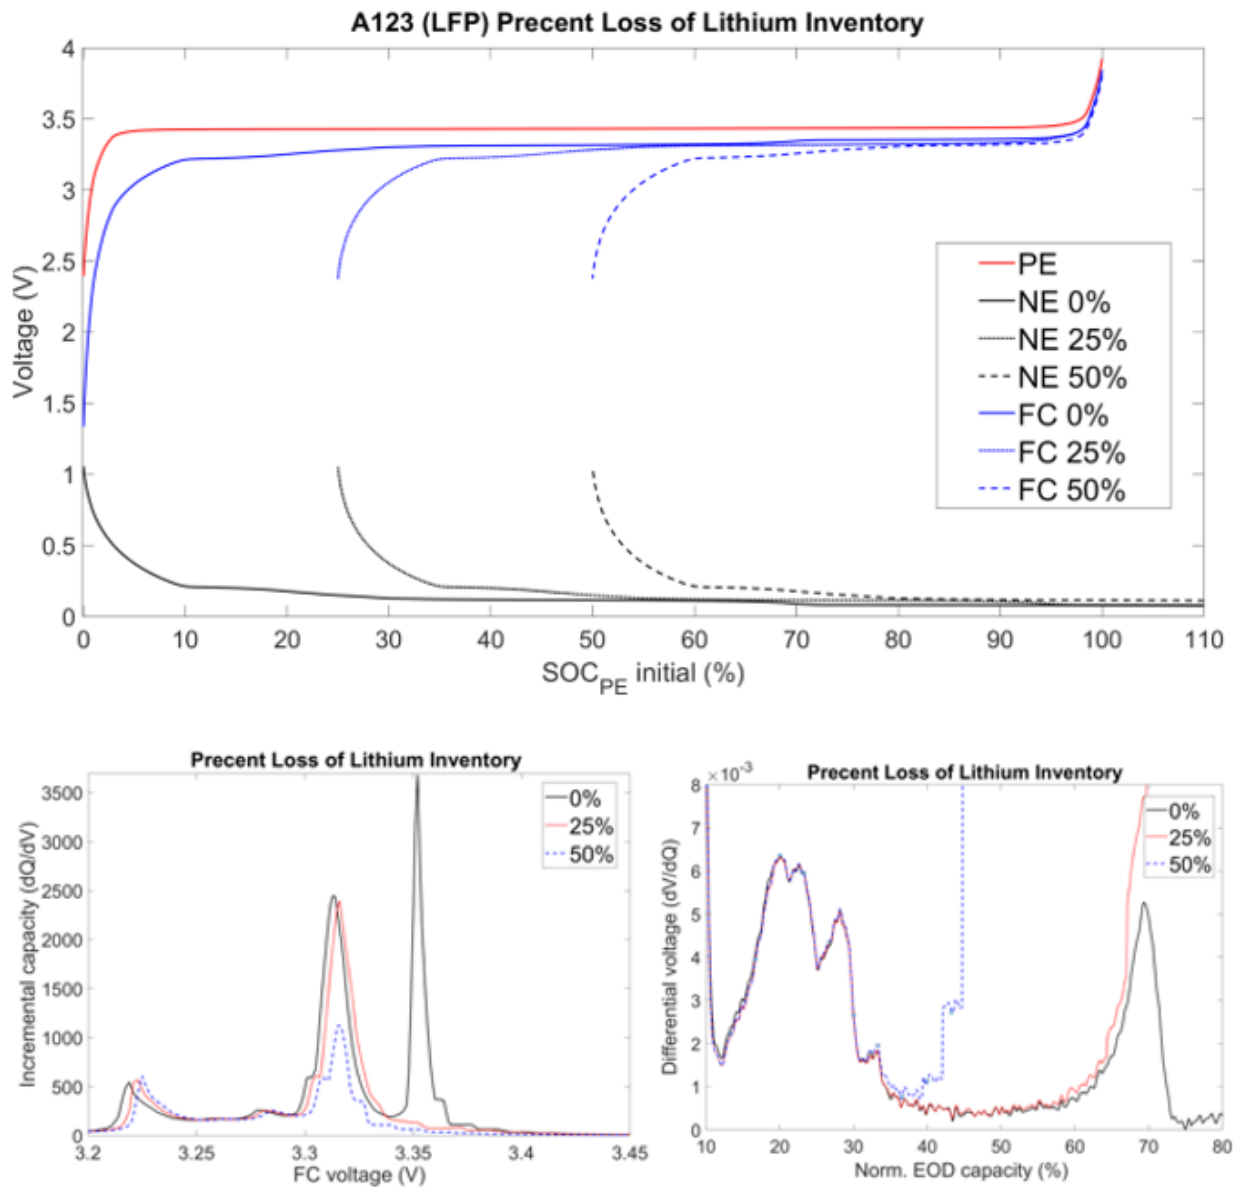 A123 (LFP) Precent Loss of Lithium Inventory
4
3.5
3
2.5
2
1.5
1
0.5
0
Voltage (V)
PE
NE 0%
NE 25%
NE 50%
FC 0%
FC 25%
FC 50%
0 10 20 30 40 50 60 70 80 90 100 110
SOC_PE initial (%)
Precent Loss of Lithium Inventory
3500
3000
2500
2000
1500
1000
500
0
Incremental capacity (dQ/dV)
0%
25%
50%
3.2 3.25 3.3 3.35 3.4 3.45
FC voltage (V)
×10^-3
Precent Loss of Lithium Inventory
8
7
6
5
4
3
2
1
0
Differential voltage (dV/dQ)
0%
25%
50%
10 20 30 40 50 60 70 80
Norm. EOD capacity (%)